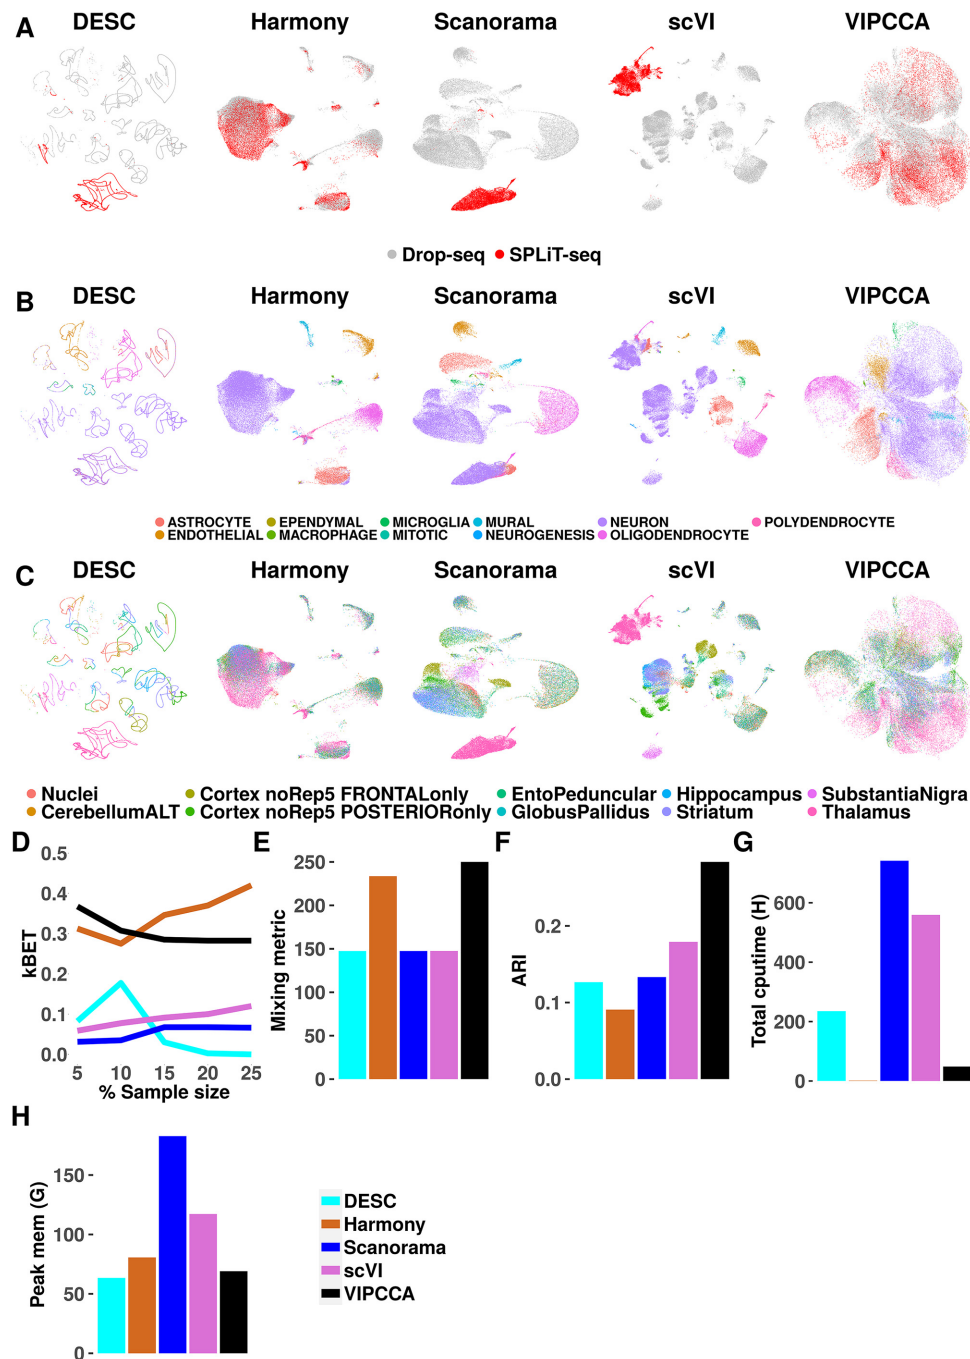 A DESC Harmony Scanorama scVI VIPCCA
Drop-seq SPLiT-seq
B DESC Harmony Scanorama scVI VIPCCA
ASTROCYTE EPENDYMAL MICROGLIA MURAL NEURON POLYDENDROCYTE
ENDOTHELIAL MACROPHAGE MITOTIC NEUROGENESIS OLIGODENDROCYTE
C DESC Harmony Scanorama scVI VIPCCA
Nuclei Cortex noRep5 FRONTALonly EntoPeduncular Hippocampus SubstantiaNigra
CerebellumALT Cortex noRep5 POSTERIORonly GlobusPallidus Striatum Thalamus
D
kBET
0.5
0.4
0.3
0.2
0.1
0.0
5 10 15 20 25
% Sample size
E
Mixing metric
250
200
150
100
50
0
F
ARI
0.2
0.1
0.0
G
Total cputime (H)
600
400
200
0
H
Peak mem (G)
150
100
50
0
DESC
Harmony
Scanorama
scVI
VIPCCA